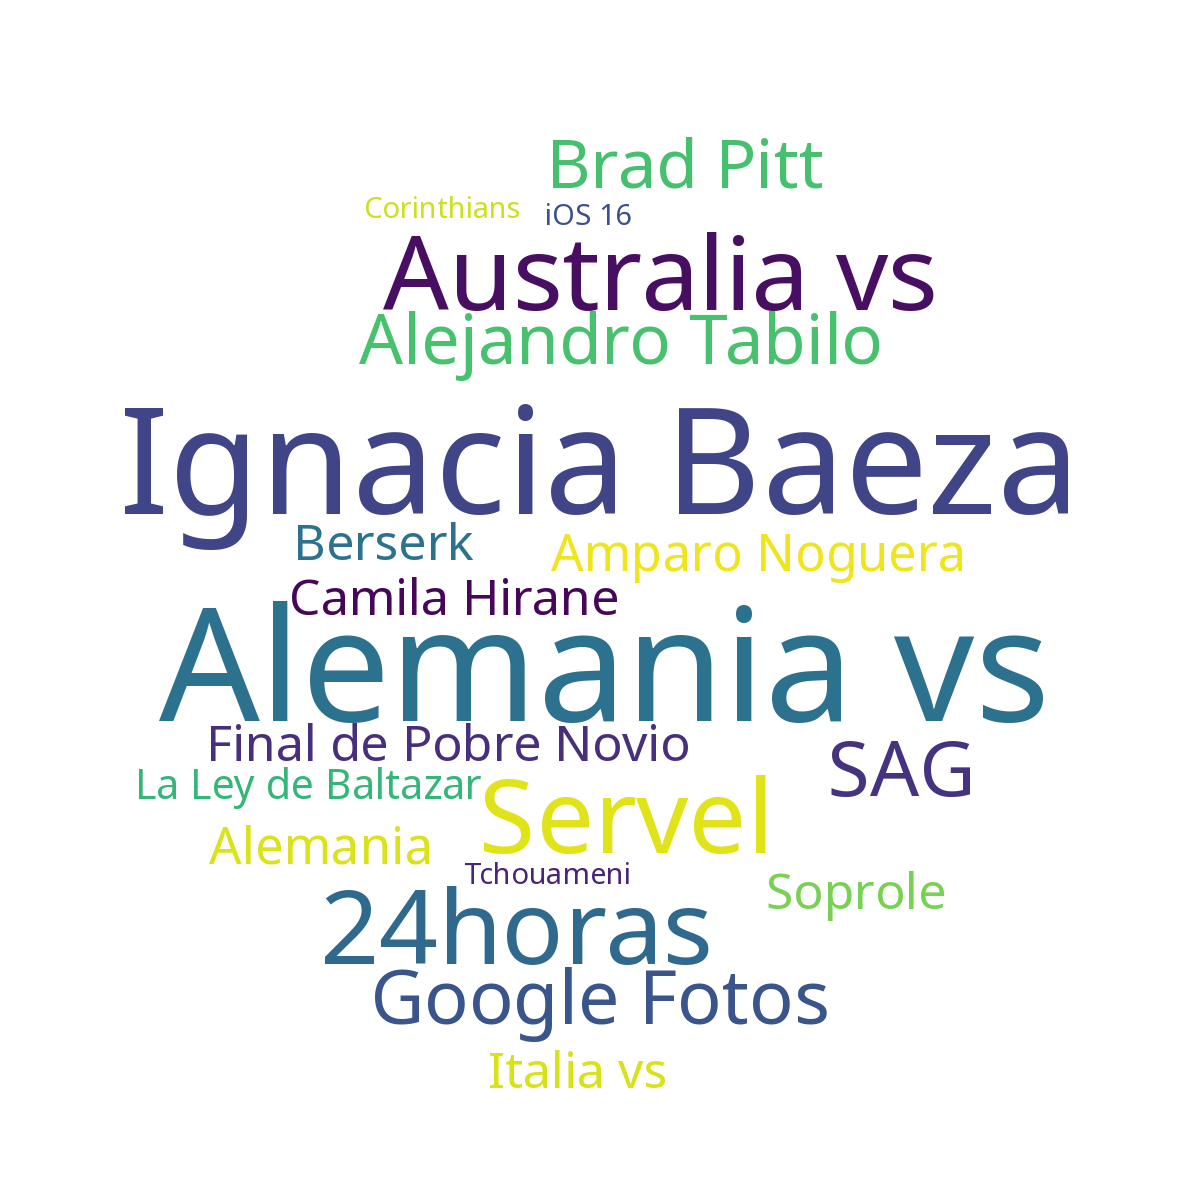 Brad Pitt
Corinthians
iOS 16
Australia vs
Alejandro Tabilo
Ignacia Baeza
Berserk
Amparo Noguera
Camila Hirane
Alemania vs
Final de Pobre Novio
SAG
La Ley de Baltazar
Servel
Alemania
Tchouameni
Soprole
24horas
Google Fotos
Italia vs